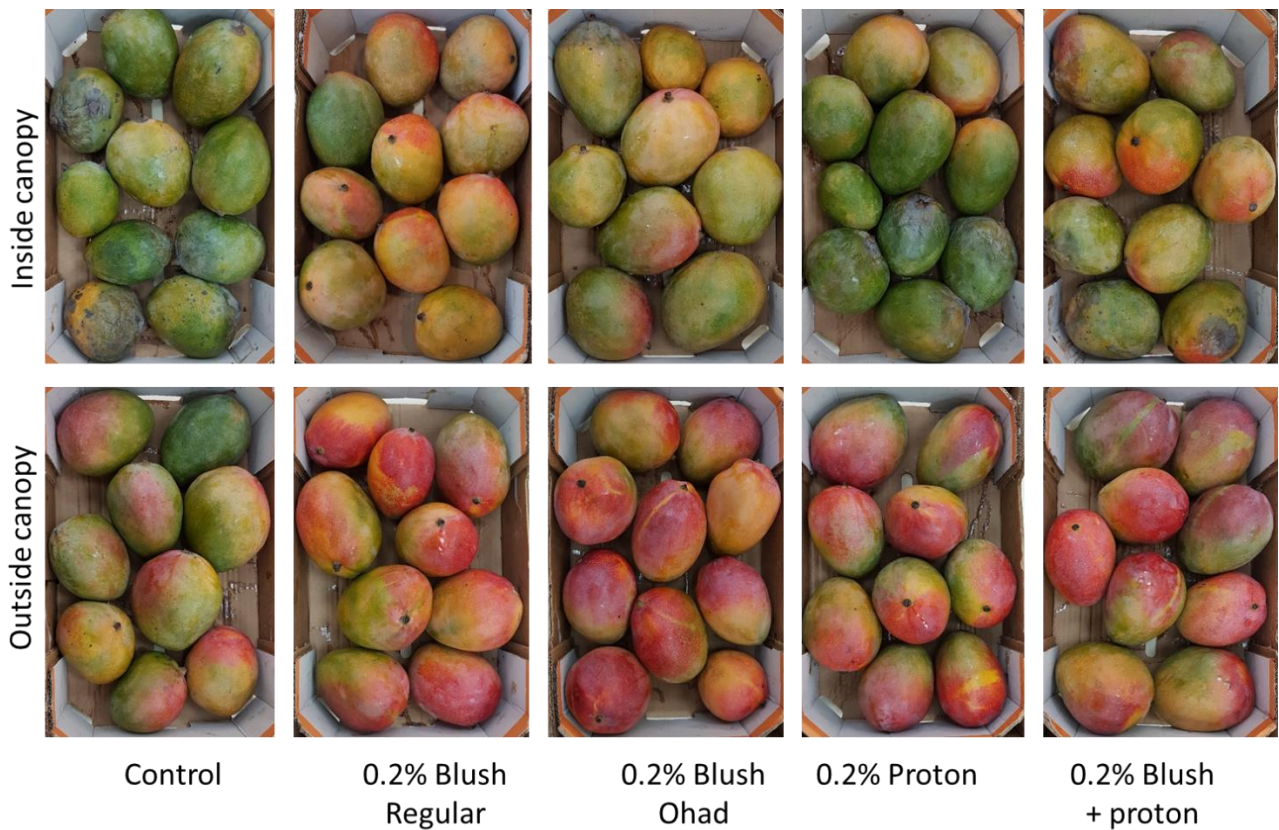 Inside canopy
Outside canopy
Control
0.2% Blush
Regular
0.2% Blush
Ohad
0.2% Proton
0.2% Blush
+ proton